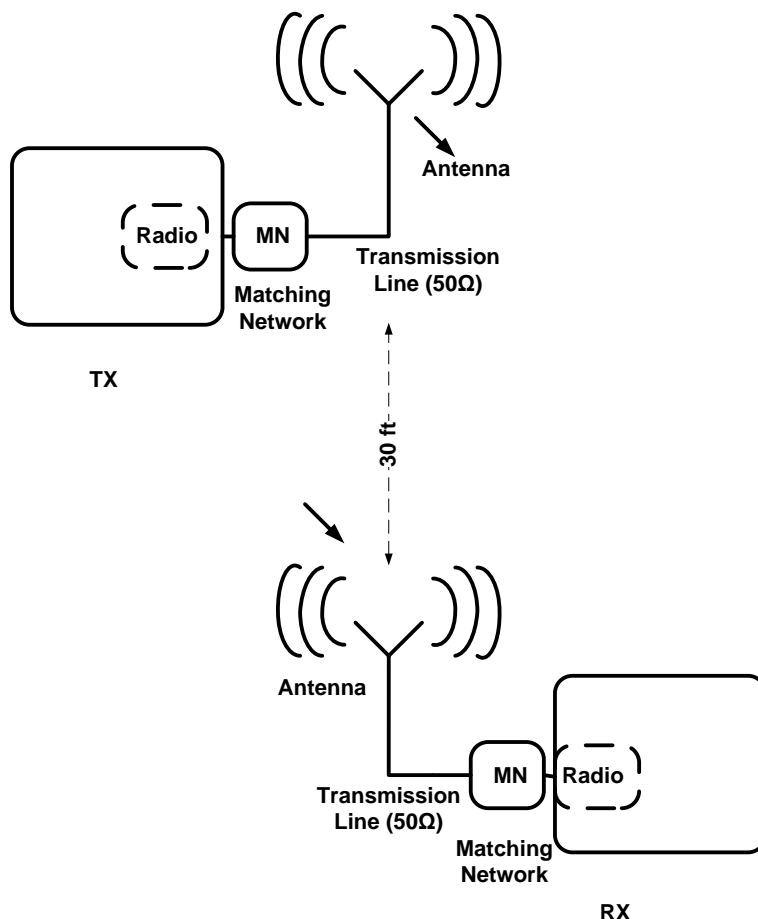 Antenna
Radio
MN
Transmission
Line (50Ω)
Matching
Network
TX
30 ft
Antenna
MN
Radio
Transmission
Line (50Ω)
Matching
Network
RX